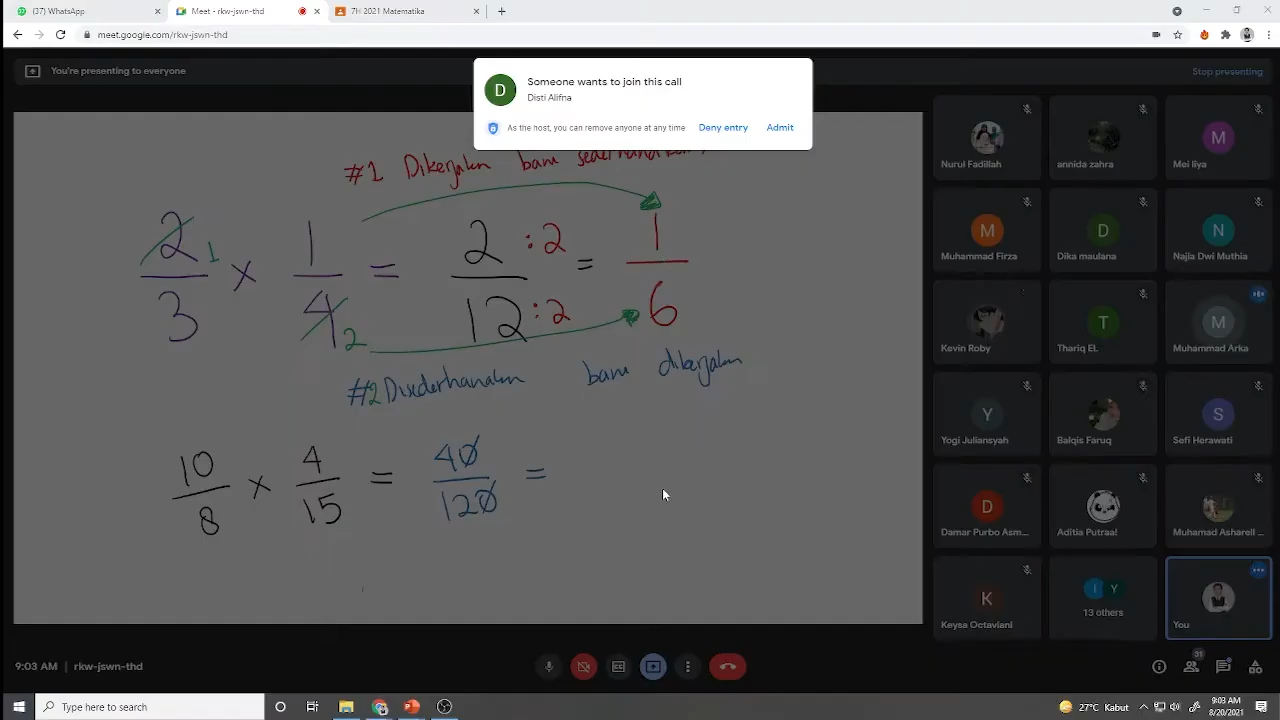 (37) WhatsApp
Meet - rkw-jswn-thd
7H 2021 Matematika
meet.google.com/rkw-jswn-thd
You're presenting to everyone
Stop presenting
D
Someone wants to join this call
Disti Alifna
As the host, you can remove anyone at any time
Deny entry
Admit
#1 Dikerjakan baru
2/3 1 × 1/4 2 = 2 :2/12 :2 = 1/6
#2 Disederhanakan baru dikerjakan
10/8 × 4/15 = 40/120 =
Nurul Fadillah
annida zahra
M
Mei liya
M
Muhammad Firza
D
Dika maulana
N
Najla Dwi Muthia
Kevin Roby
T
Thariq EŁ
M
Muhammad Arka
Y
Yogi Juliansyah
Balqis Faruq
S
Sefi Herawati
D
Damar Purbo Asm...
Aditia Putraa!
Muhamad Asharell ...
K
Keysa Octaviani
I Y
13 others
You
9:03 AM | rkw-jswn-thd
31
Type here to search
27°C Kabut
9:03 AM
8/20/2021